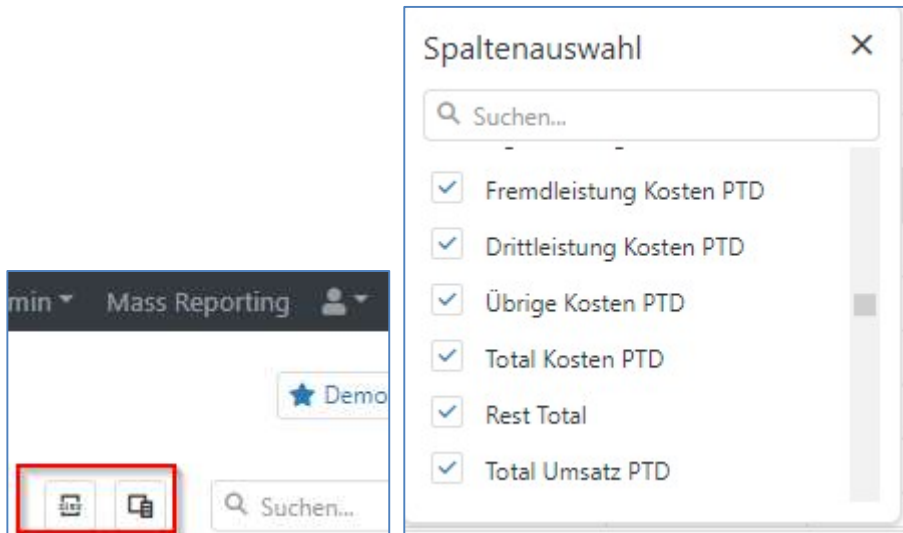 Mass Reporting
Demo
Suchen...
Spaltenauswahl
Suchen...
Fremdleistung Kosten PTD
Drittleistung Kosten PTD
Übrige Kosten PTD
Total Kosten PTD
Rest Total
Total Umsatz PTD